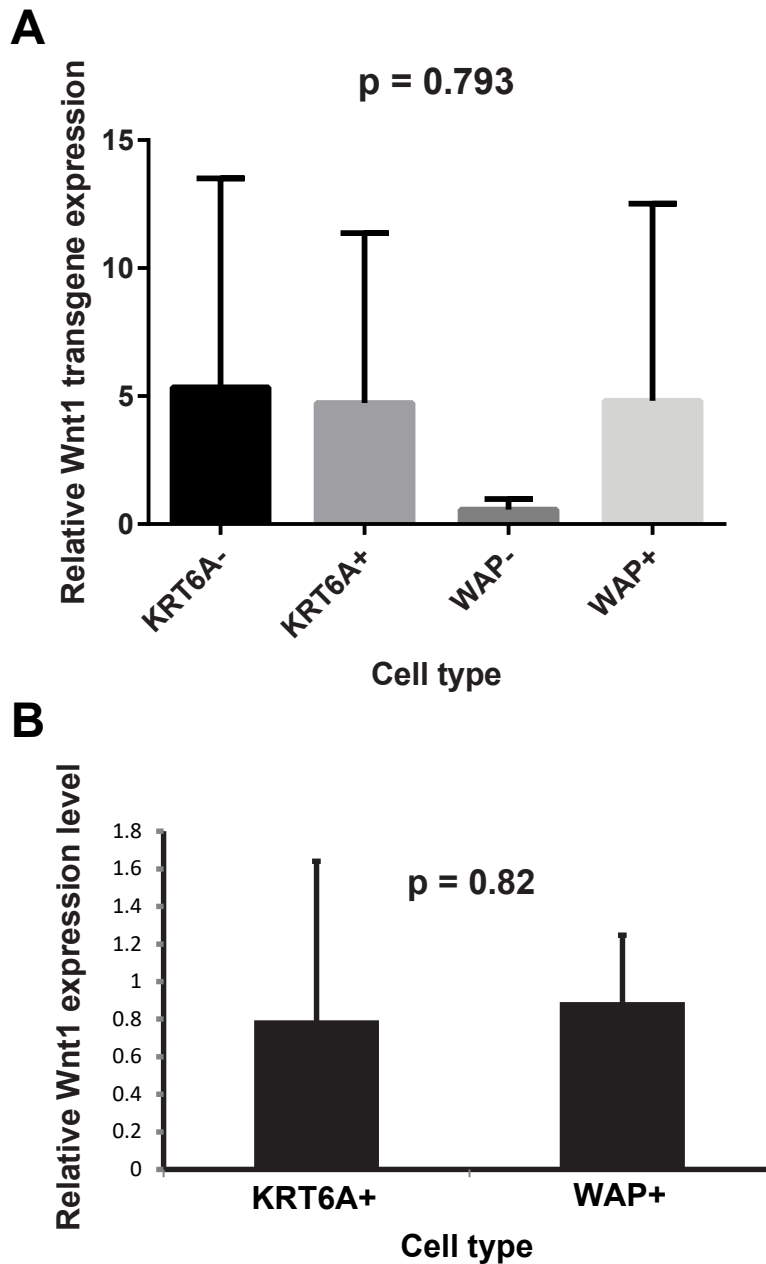 A
p = 0.793
Relative Wnt1 transgene expression
15
10
5
0
KRT6A-
KRT6A+
WAP-
WAP+
Cell type
B
p = 0.82
Relative Wnt1 expression level
1.8
1.6
1.4
1.2
1
0.8
0.6
0.4
0.2
0
KRT6A+
WAP+
Cell type